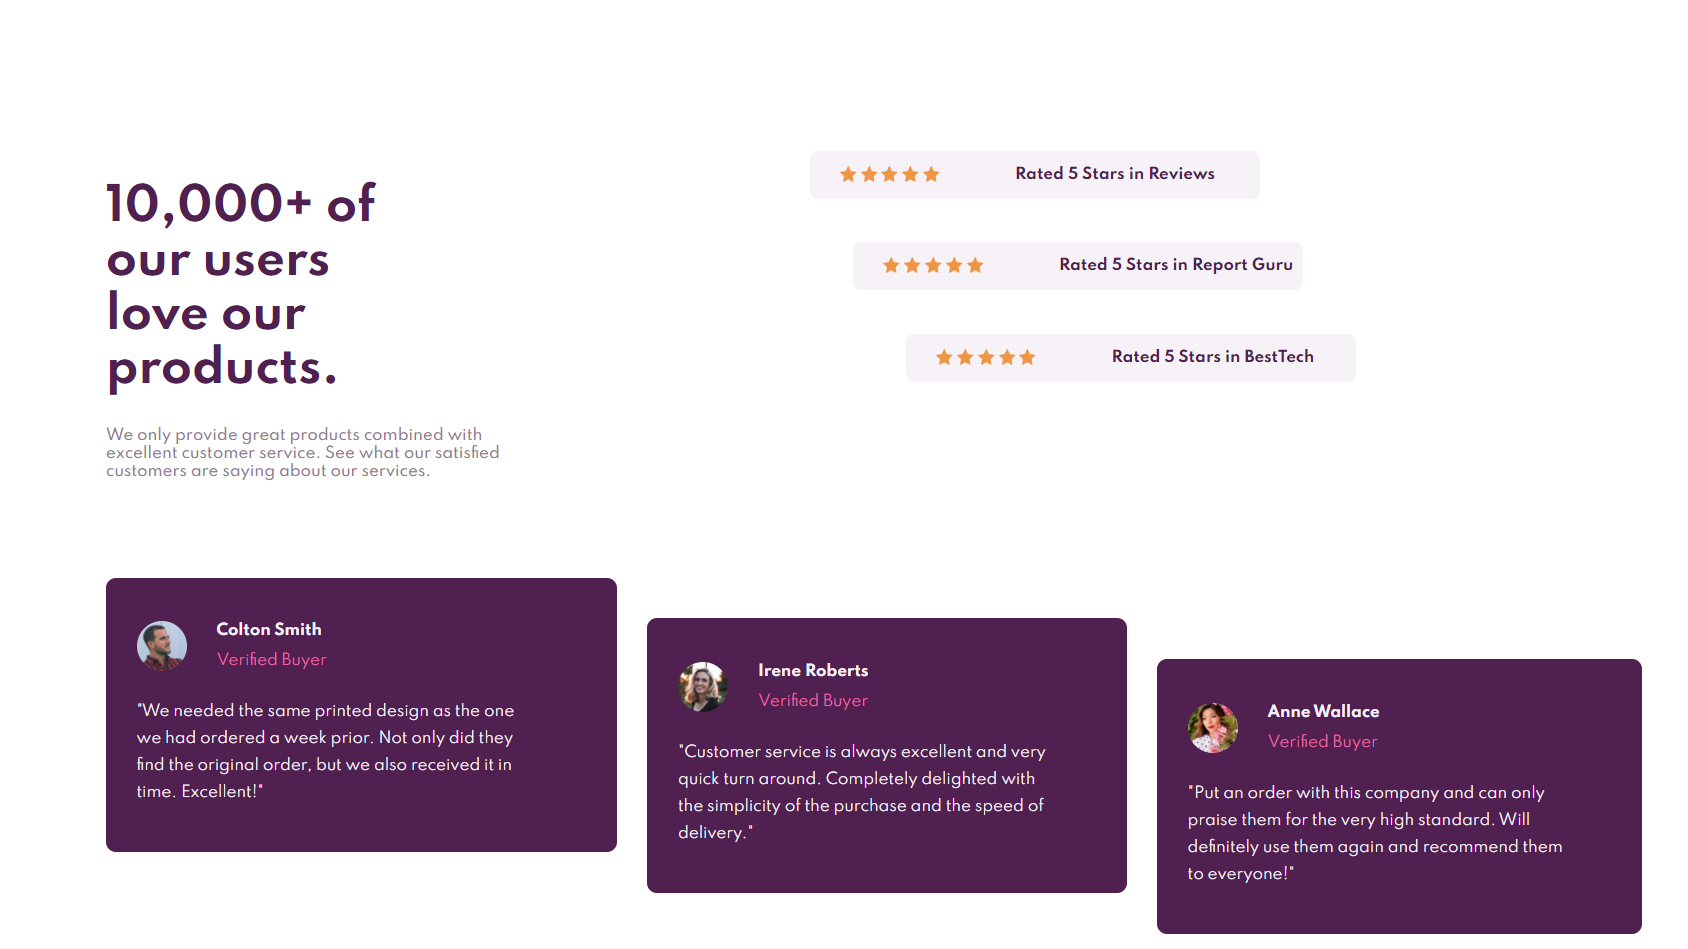 10,000+ of
our users
love our
products.
We only provide great products combined with
excellent customer service. See what our satisfied
customers are saying about our services.
Rated 5 Stars in Reviews
Rated 5 Stars in Report Guru
Rated 5 Stars in BestTech
Colton Smith
Verified Buyer
"We needed the same printed design as the one
we had ordered a week prior. Not only did they
find the original order, but we also received it in
time. Excellent!"
Irene Roberts
Verified Buyer
"Customer service is always excellent and very
quick turn around. Completely delighted with
the simplicity of the purchase and the speed of
delivery."
Anne Wallace
Verified Buyer
"Put an order with this company and can only
praise them for the very high standard. Will
definitely use them again and recommend them
to everyone!"